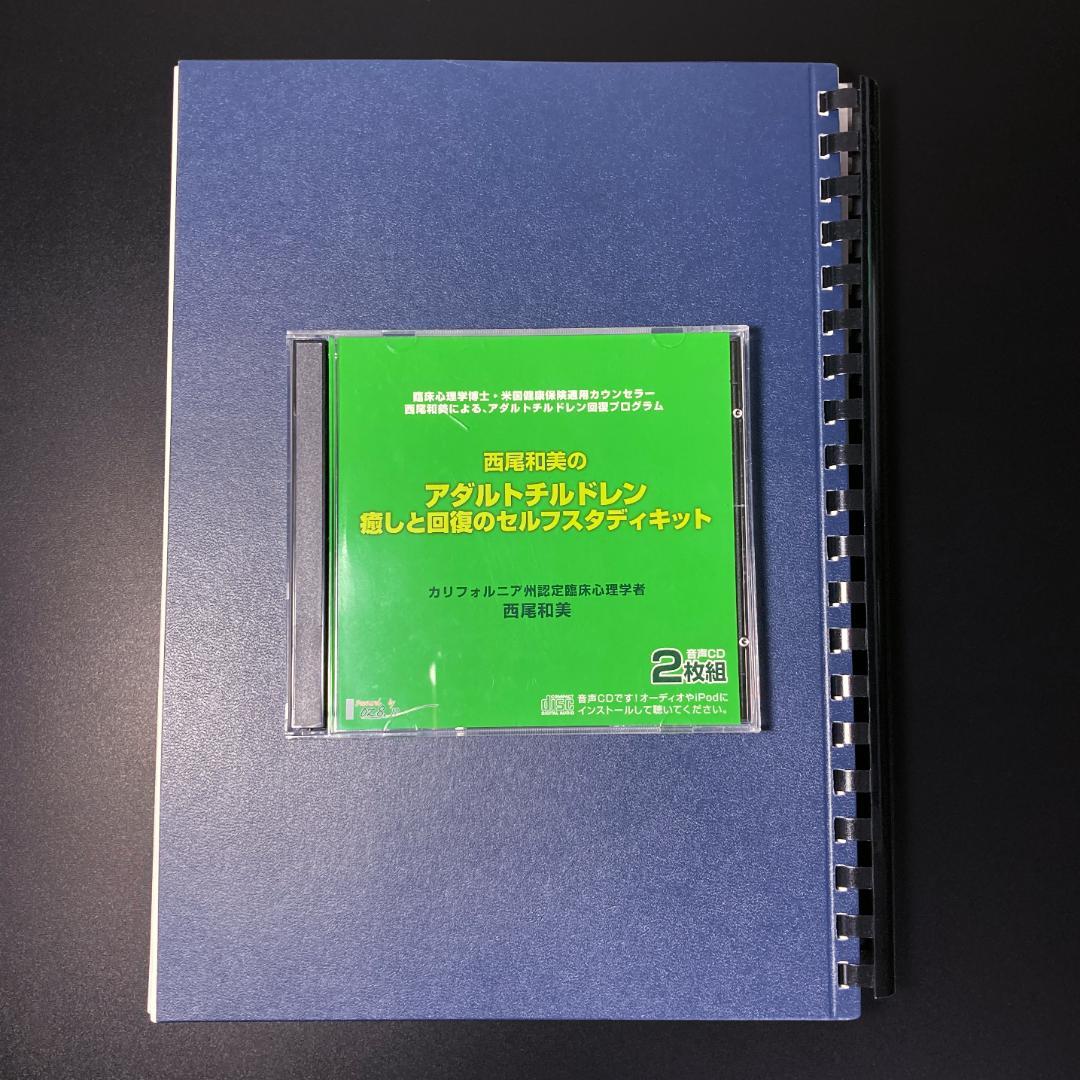 臨床心理学博士・米国健康保険適用カウンセラー
西尾和美による、アダルトチルドレン回復プログラム
西尾和美の
アダルトチルドレン
癒しと回復のセルフスタディキット
カリフォルニア州認定臨床心理学者
西尾和美
音声CD
2枚組
COMPACT
disc
DIGITAL AUDIO
音声CDです!オーディオやiPodに
インストールして聴いてください。